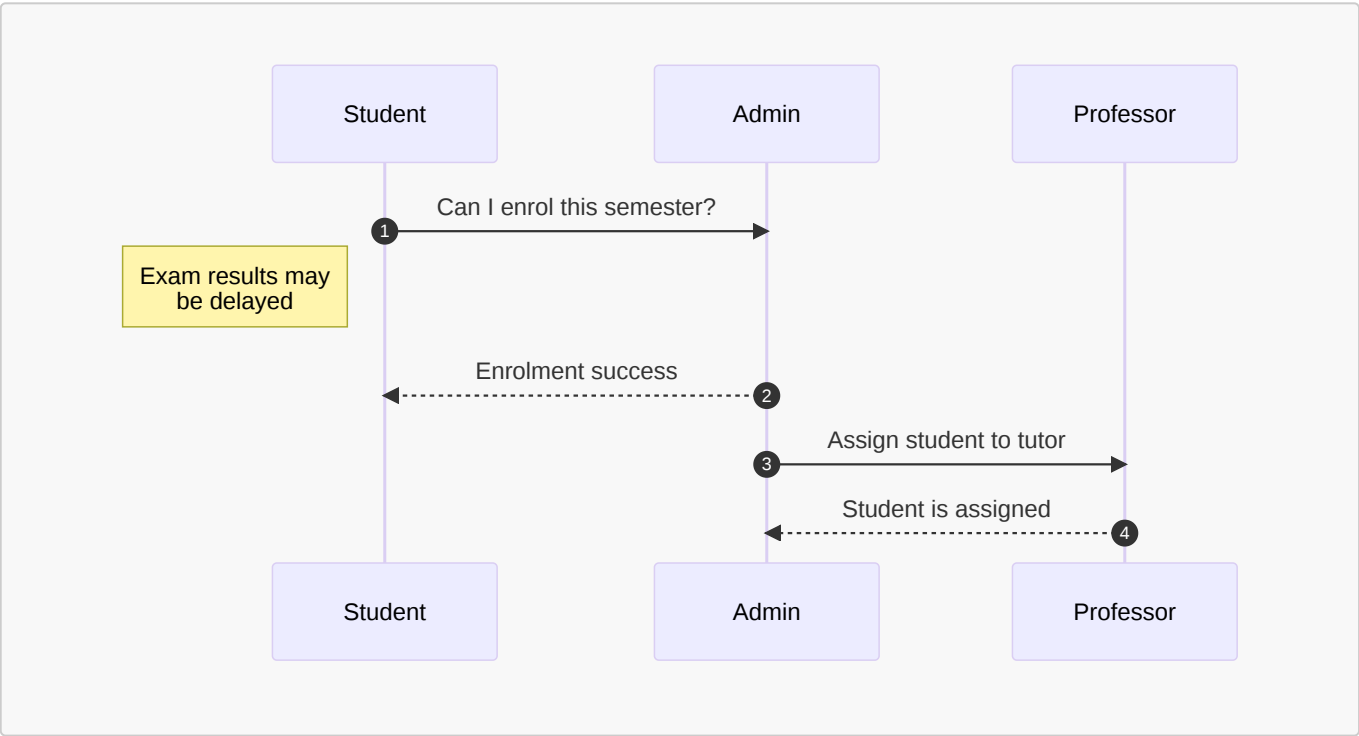 Student
Admin
Professor
Can I enrol this semester?
1
Exam results may
be delayed
Enrolment success
2
Assign student to tutor
3
Student is assigned
4
Student
Admin
Professor